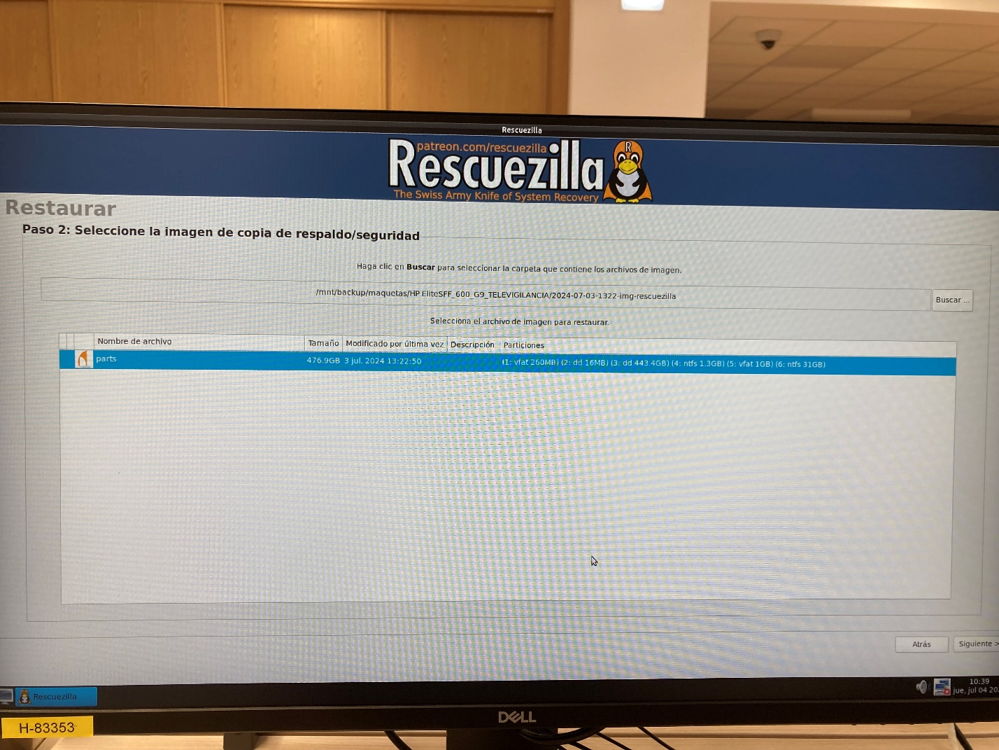 Rescuezilla
patreon.com/rescuezilla
R
Rescuezilla
The Swiss Army Knife of System Recovery
Restaurar
Paso 2: Seleccione la imagen de copia de respaldo/seguridad
Haga clic en Buscar para seleccionar la carpeta que contiene los archivos de imagen.
/mnt/backup/maquetas/HP EliteSFF_600_G9_TELEVIGILANCIA/2024-07-03-1322-img-rescuezilla
Buscar ...
Selecciona el archivo de imagen para restaurar.
Nombre de archivo Tamaño Modificado por última vez Descripción Particiones
parts 476.9GB 3 jul. 2024 13:22:50 (1: vfat 260MB) (2: dd 16MB) (3: dd 443.4GB) (4: ntfs 1.3GB) (5: vfat 1GB) (6: ntfs 31GB)
Atrás Siguiente >
Rescuezilla
10:39
jue, jul 04 20
DELL
H-83353